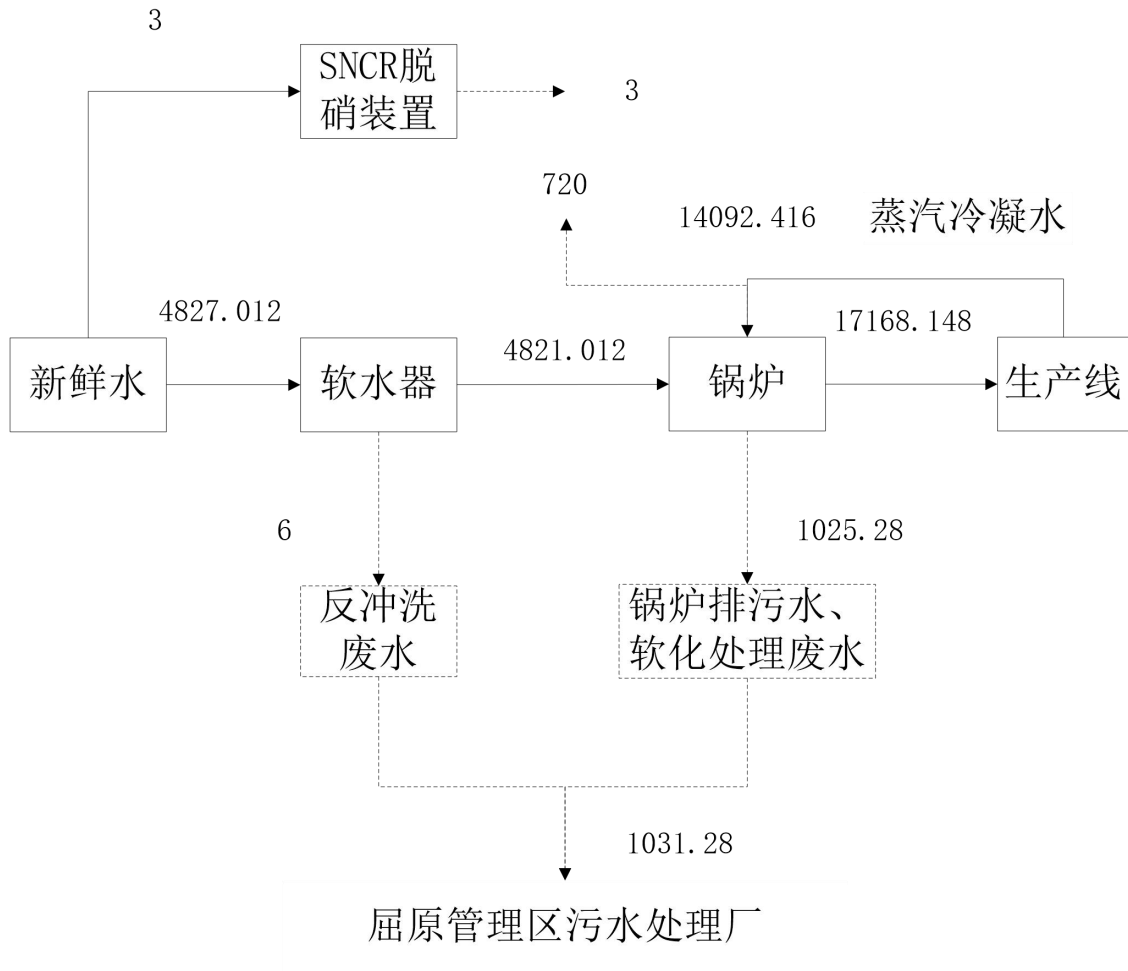 3
SNCR脱
硝装置
3
720
14092.416
蒸汽冷凝水
4827.012
4821.012
17168.148
新鲜水
软水器
锅炉
生产线
6
1025.28
反冲洗
废水
锅炉排污水、
软化处理废水
1031.28
屈原管理区污水处理厂